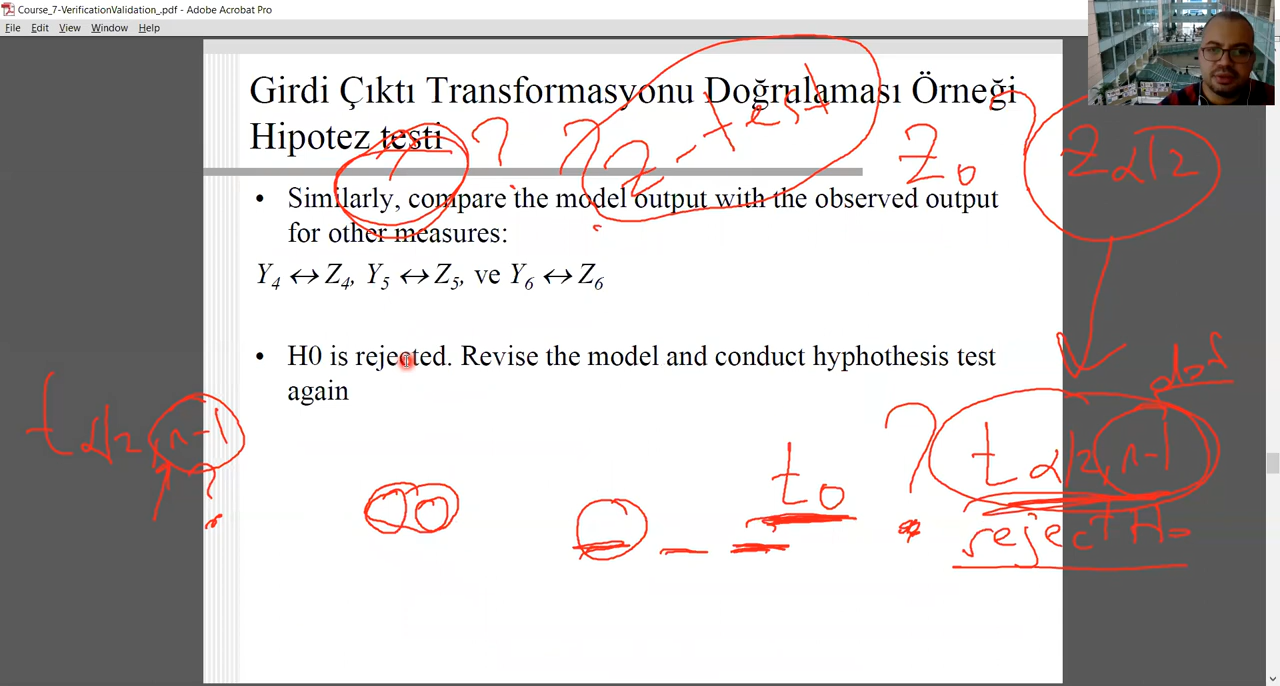 Course_7-VerificationValidation_.pdf - Adobe Acrobat Pro
File Edit View Window Help
Girdi Çıktı Transformasyonu Doğrulaması Örneği
Hipotez testi
? ? z-test
Z0 ? Zα/2
• Similarly, compare the model output with the observed output
for other measures:
Y4 ↔ Z4, Y5 ↔ Z5, ve Y6 ↔ Z6
• H0 is rejected. Revise the model and conduct hyphothesis test
again
dof
tα/2, n-1
?
t0 ? tα/2, n-1
reject H0